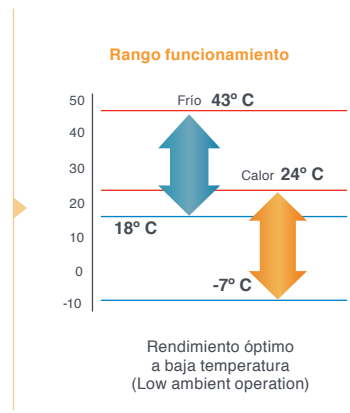 Rango funcionamiento
50
Frío 43º C
40
30
Calor 24º C
20
18º C
10
0
-7º C
-10
Rendimiento óptimo
a baja temperatura
(Low ambient operation)